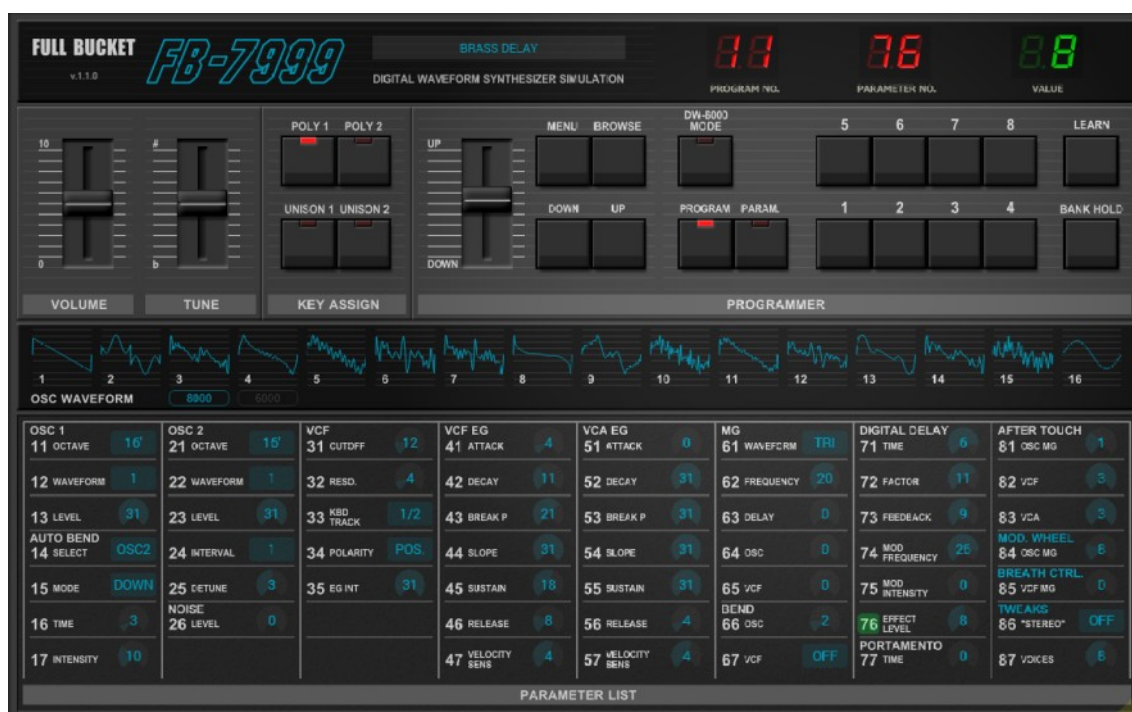 FULL BUCKET
v.1.1.0
FB-7999
BRASS DELAY
DIGITAL WAVEFORM SYNTHESIZER SIMULATION
11
PROGRAM NO.
76
PARAMETER NO.
8
VALUE
10
0
VOLUME
#
b
TUNE
POLY 1 POLY 2
UNISON 1 UNISON 2
KEY ASSIGN
UP
DOWN
MENU BROWSE
DOWN UP
DW-8000 MODE
PROGRAM PARAM.
5 6 7 8 LEARN
1 2 3 4 BANK HOLD
PROGRAMMER
1 2 3 4 5 6 7 8 9 10 11 12 13 14 15 16
OSC WAVEFORM 8000 6000
OSC 1
11 OCTAVE 16'
12 WAVEFORM 1
13 LEVEL 31
AUTO BEND
14 SELECT OSC2
15 MODE DOWN
16 TIME 3
17 INTENSITY 10
OSC 2
21 OCTAVE 16'
22 WAVEFORM 1
23 LEVEL 31
24 INTERVAL 1
25 DETUNE 3
NOISE
26 LEVEL 0
VCF
31 CUTOFF 12
32 RESO. 4
33 KBD TRACK 1/2
34 POLARITY POS.
35 EG INT 31
VCF EG
41 ATTACK 4
42 DECAY 11
43 BREAK P 21
44 SLOPE 31
45 SUSTAIN 18
46 RELEASE 8
47 VELOCITY SENS 4
VCA EG
51 ATTACK 0
52 DECAY 31
53 BREAK P 31
54 SLOPE 31
55 SUSTAIN 31
56 RELEASE 4
57 VELOCITY SENS 4
MG
61 WAVEFORM TRI
62 FREQUENCY 20
63 DELAY 0
64 OSC 0
65 VCF 0
BEND
66 OSC 2
67 VCF OFF
DIGITAL DELAY
71 TIME 6
72 FACTOR 11
73 FEEDBACK 9
74 MOD FREQUENCY 26
75 MOD INTENSITY 0
76 EFFECT LEVEL 8
PORTAMENTO
77 TIME 0
AFTER TOUCH
81 OSC MG 1
82 VCF 3
83 VCA 3
MOD. WHEEL
84 OSC MG
BREATH CTRL.
85 VCF MG 0
TWEAKS
86 "STEREO" OFF
87 VOICES
PARAMETER LIST